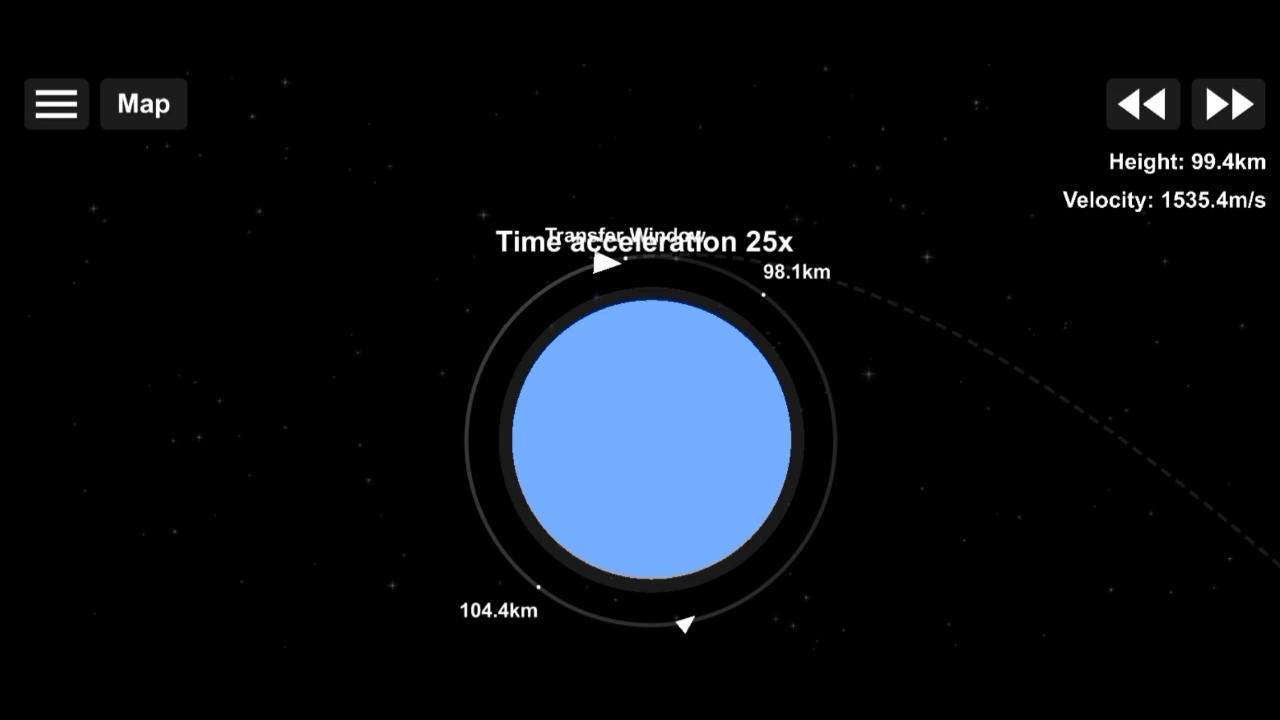 Map
Height: 99.4km
Velocity: 1535.4m/s
Transfer Window
Time acceleration 25x
98.1km
104.4km